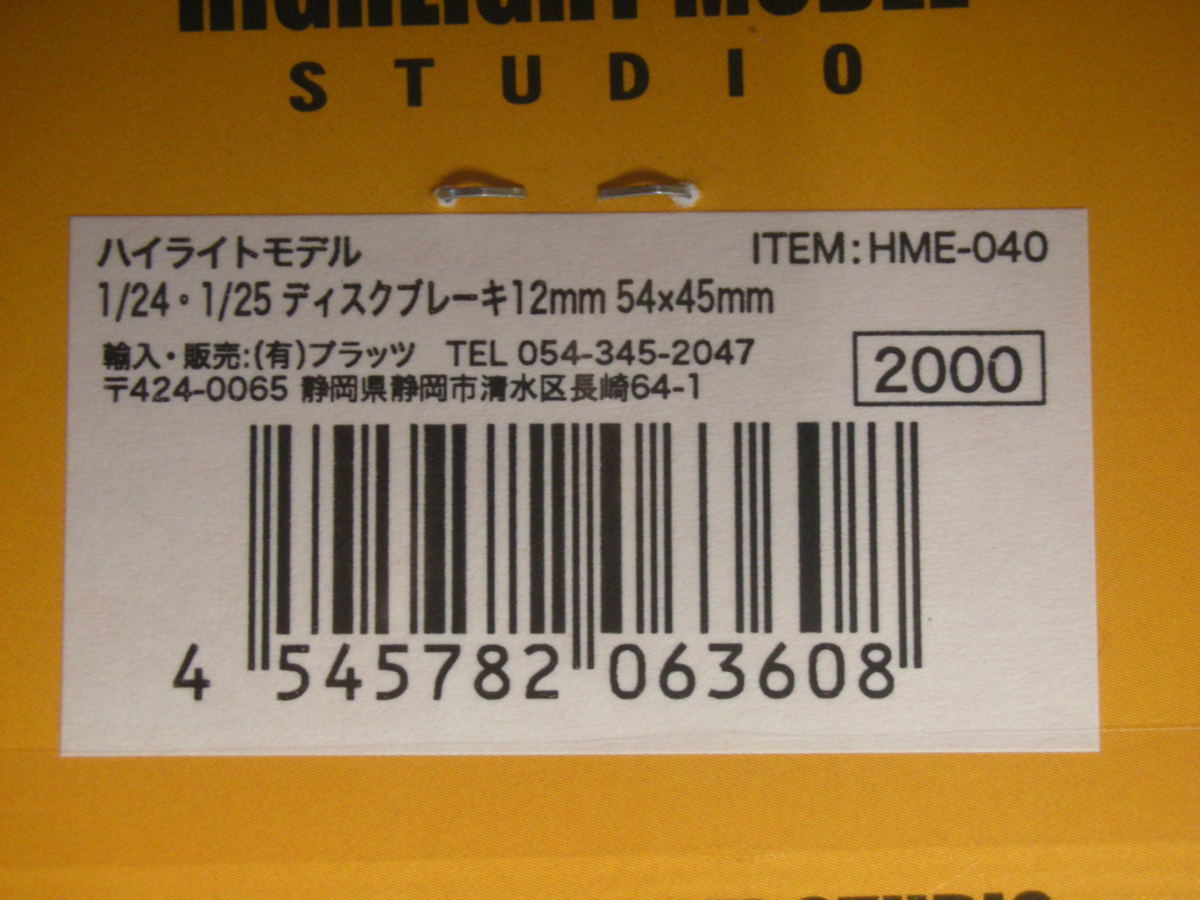 HIGHLIGHT MODEL
STUDIO
ハイライトモデル ITEM:HME-040
1/24・1/25 ディスクブレーキ12mm 54x45mm
輸入・販売:(有)プラッツ TEL 054-345-2047
〒424-0065 静岡県静岡市清水区長崎64-1
2000
4 545782 063608
STUDIO